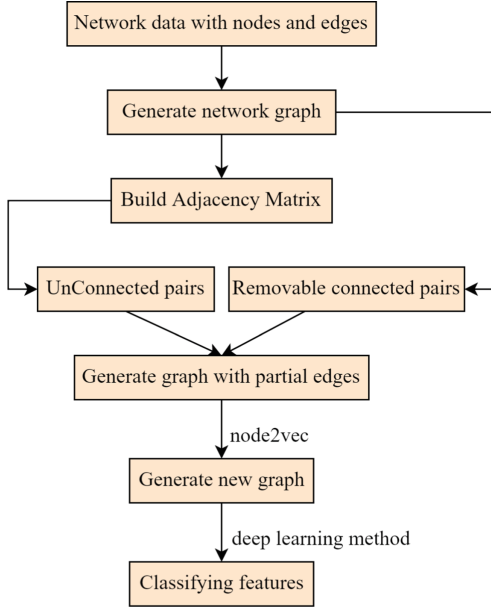 Network data with nodes and edges
Generate network graph
Build Adjacency Matrix
UnConnected pairs
Removable connected pairs
Generate graph with partial edges
node2vec
Generate new graph
deep learning method
Classifying features